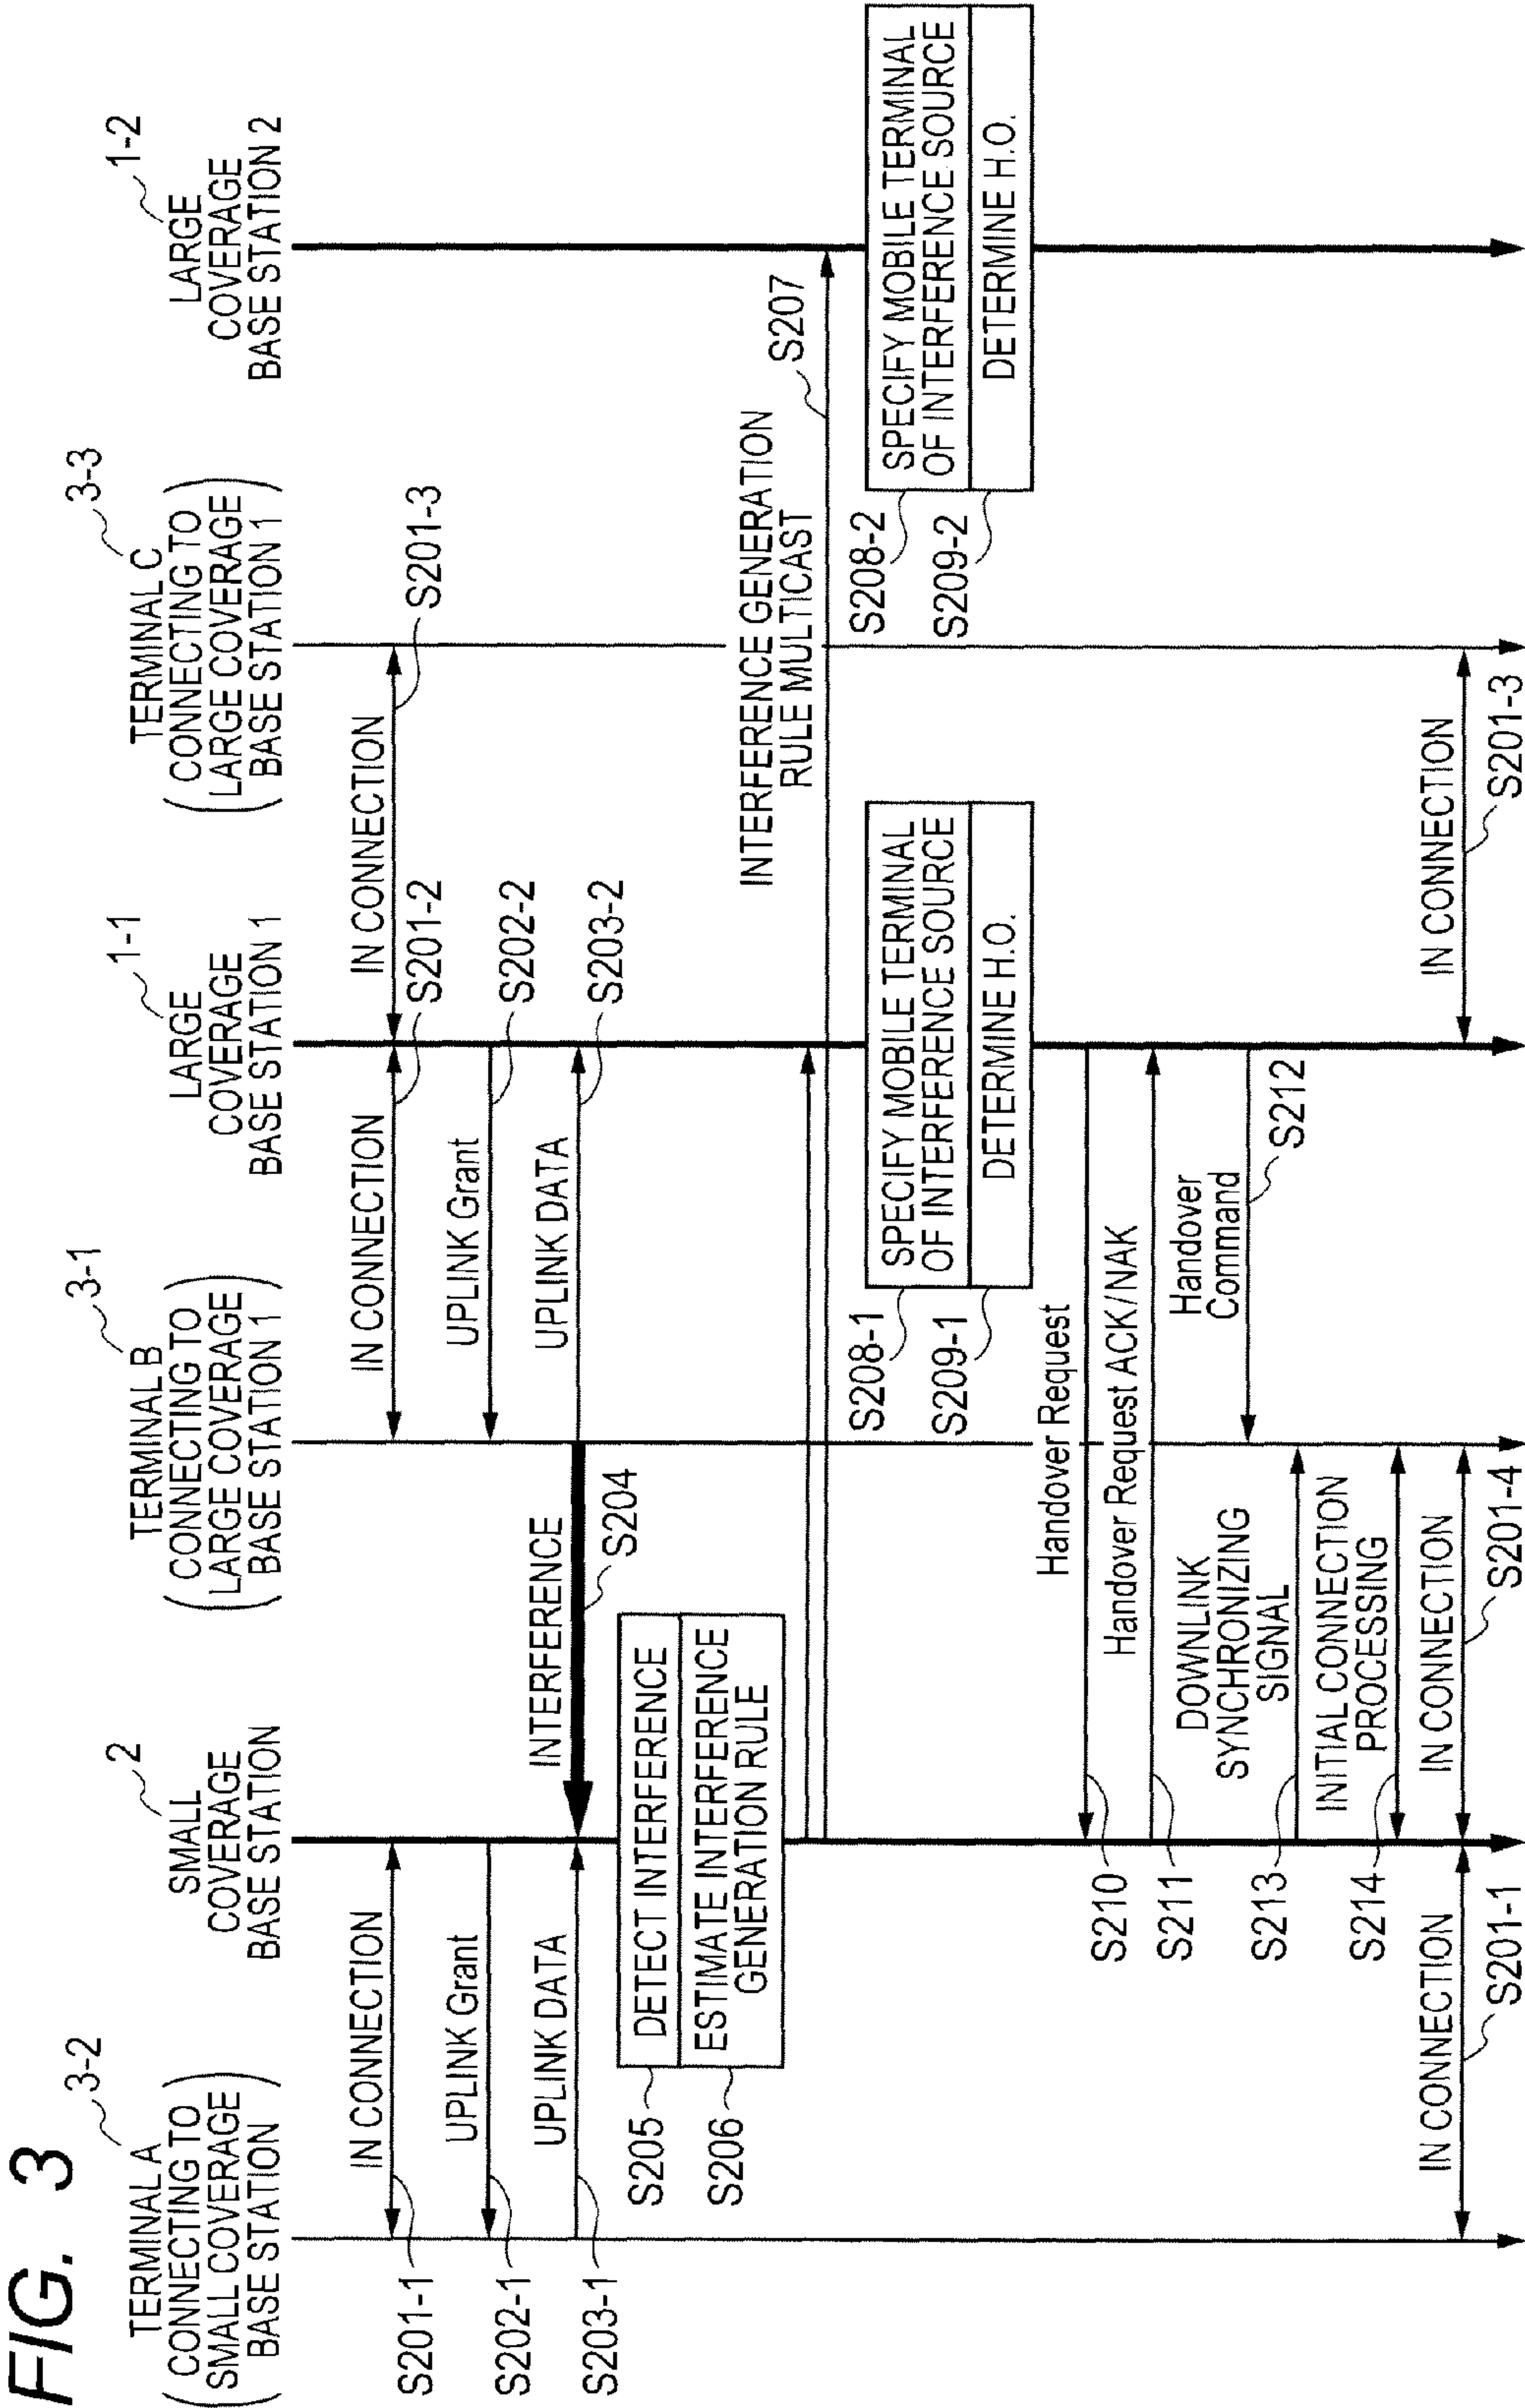 FIG. 3
3-2
TERMINAL A
(CONNECTING TO
SMALL COVERAGE
BASE STATION)
2
SMALL
COVERAGE
BASE STATION
3-1
TERMINAL B
(CONNECTING TO
LARGE COVERAGE
BASE STATION 1)
1-1
LARGE
COVERAGE
BASE STATION 1
3-3
TERMINAL C
(CONNECTING TO
LARGE COVERAGE
BASE STATION 1)
1-2
LARGE
COVERAGE
BASE STATION 2
IN CONNECTION
S201-1
IN CONNECTION
S201-2
IN CONNECTION
S201-3
UPLINK Grant
S202-1
UPLINK Grant
S202-2
UPLINK DATA
S203-1
INTERFERENCE
S204
UPLINK DATA
S203-2
S205
DETECT INTERFERENCE
S206
ESTIMATE INTERFERENCE
GENERATION RULE
INTERFERENCE GENERATION
RULE MULTICAST
S207
S208-1
SPECIFY MOBILE TERMINAL
OF INTERFERENCE SOURCE
S209-1
DETERMINE H.O.
S208-2
SPECIFY MOBILE TERMINAL
OF INTERFERENCE SOURCE
S209-2
DETERMINE H.O.
S210
Handover Request
S211
Handover Request ACK/NAK
Handover
Command
S212
S213
DOWNLINK
SYNCHRONIZING
SIGNAL
S214
INITIAL CONNECTION
PROCESSING
IN CONNECTION
S201-1
IN CONNECTION
S201-4
IN CONNECTION
S201-3